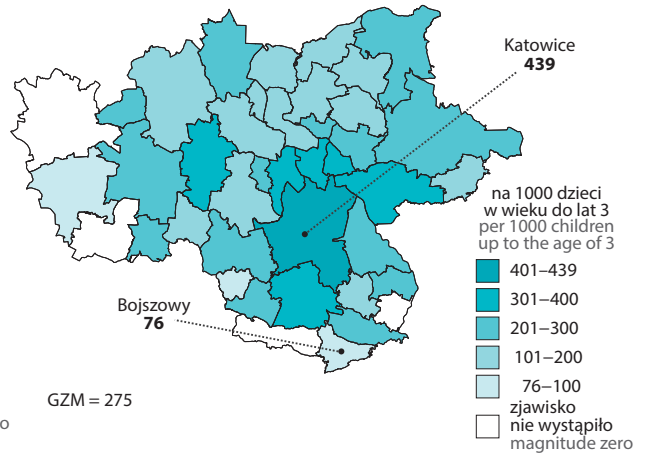 Katowice
439
Bojszowy
76
GZM = 275
o
na 1000 dzieci
w wieku do lat 3
per 1000 children
up to the age of 3
401–439
301–400
201–300
101–200
76–100
zjawisko
nie wystąpiło
magnitude zero